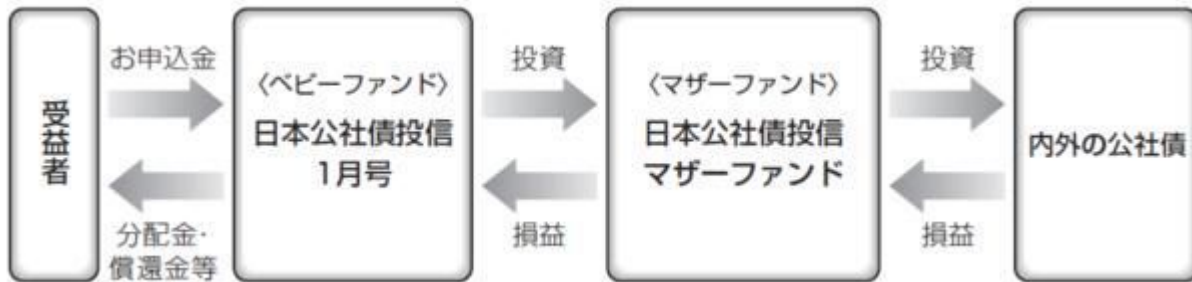 受益者
お申込金
分配金・
償還金等
〈ベビーファンド〉
日本公社債投信
1月号
投資
損益
〈マザーファンド〉
日本公社債投信
マザーファンド
投資
損益
内外の公社債